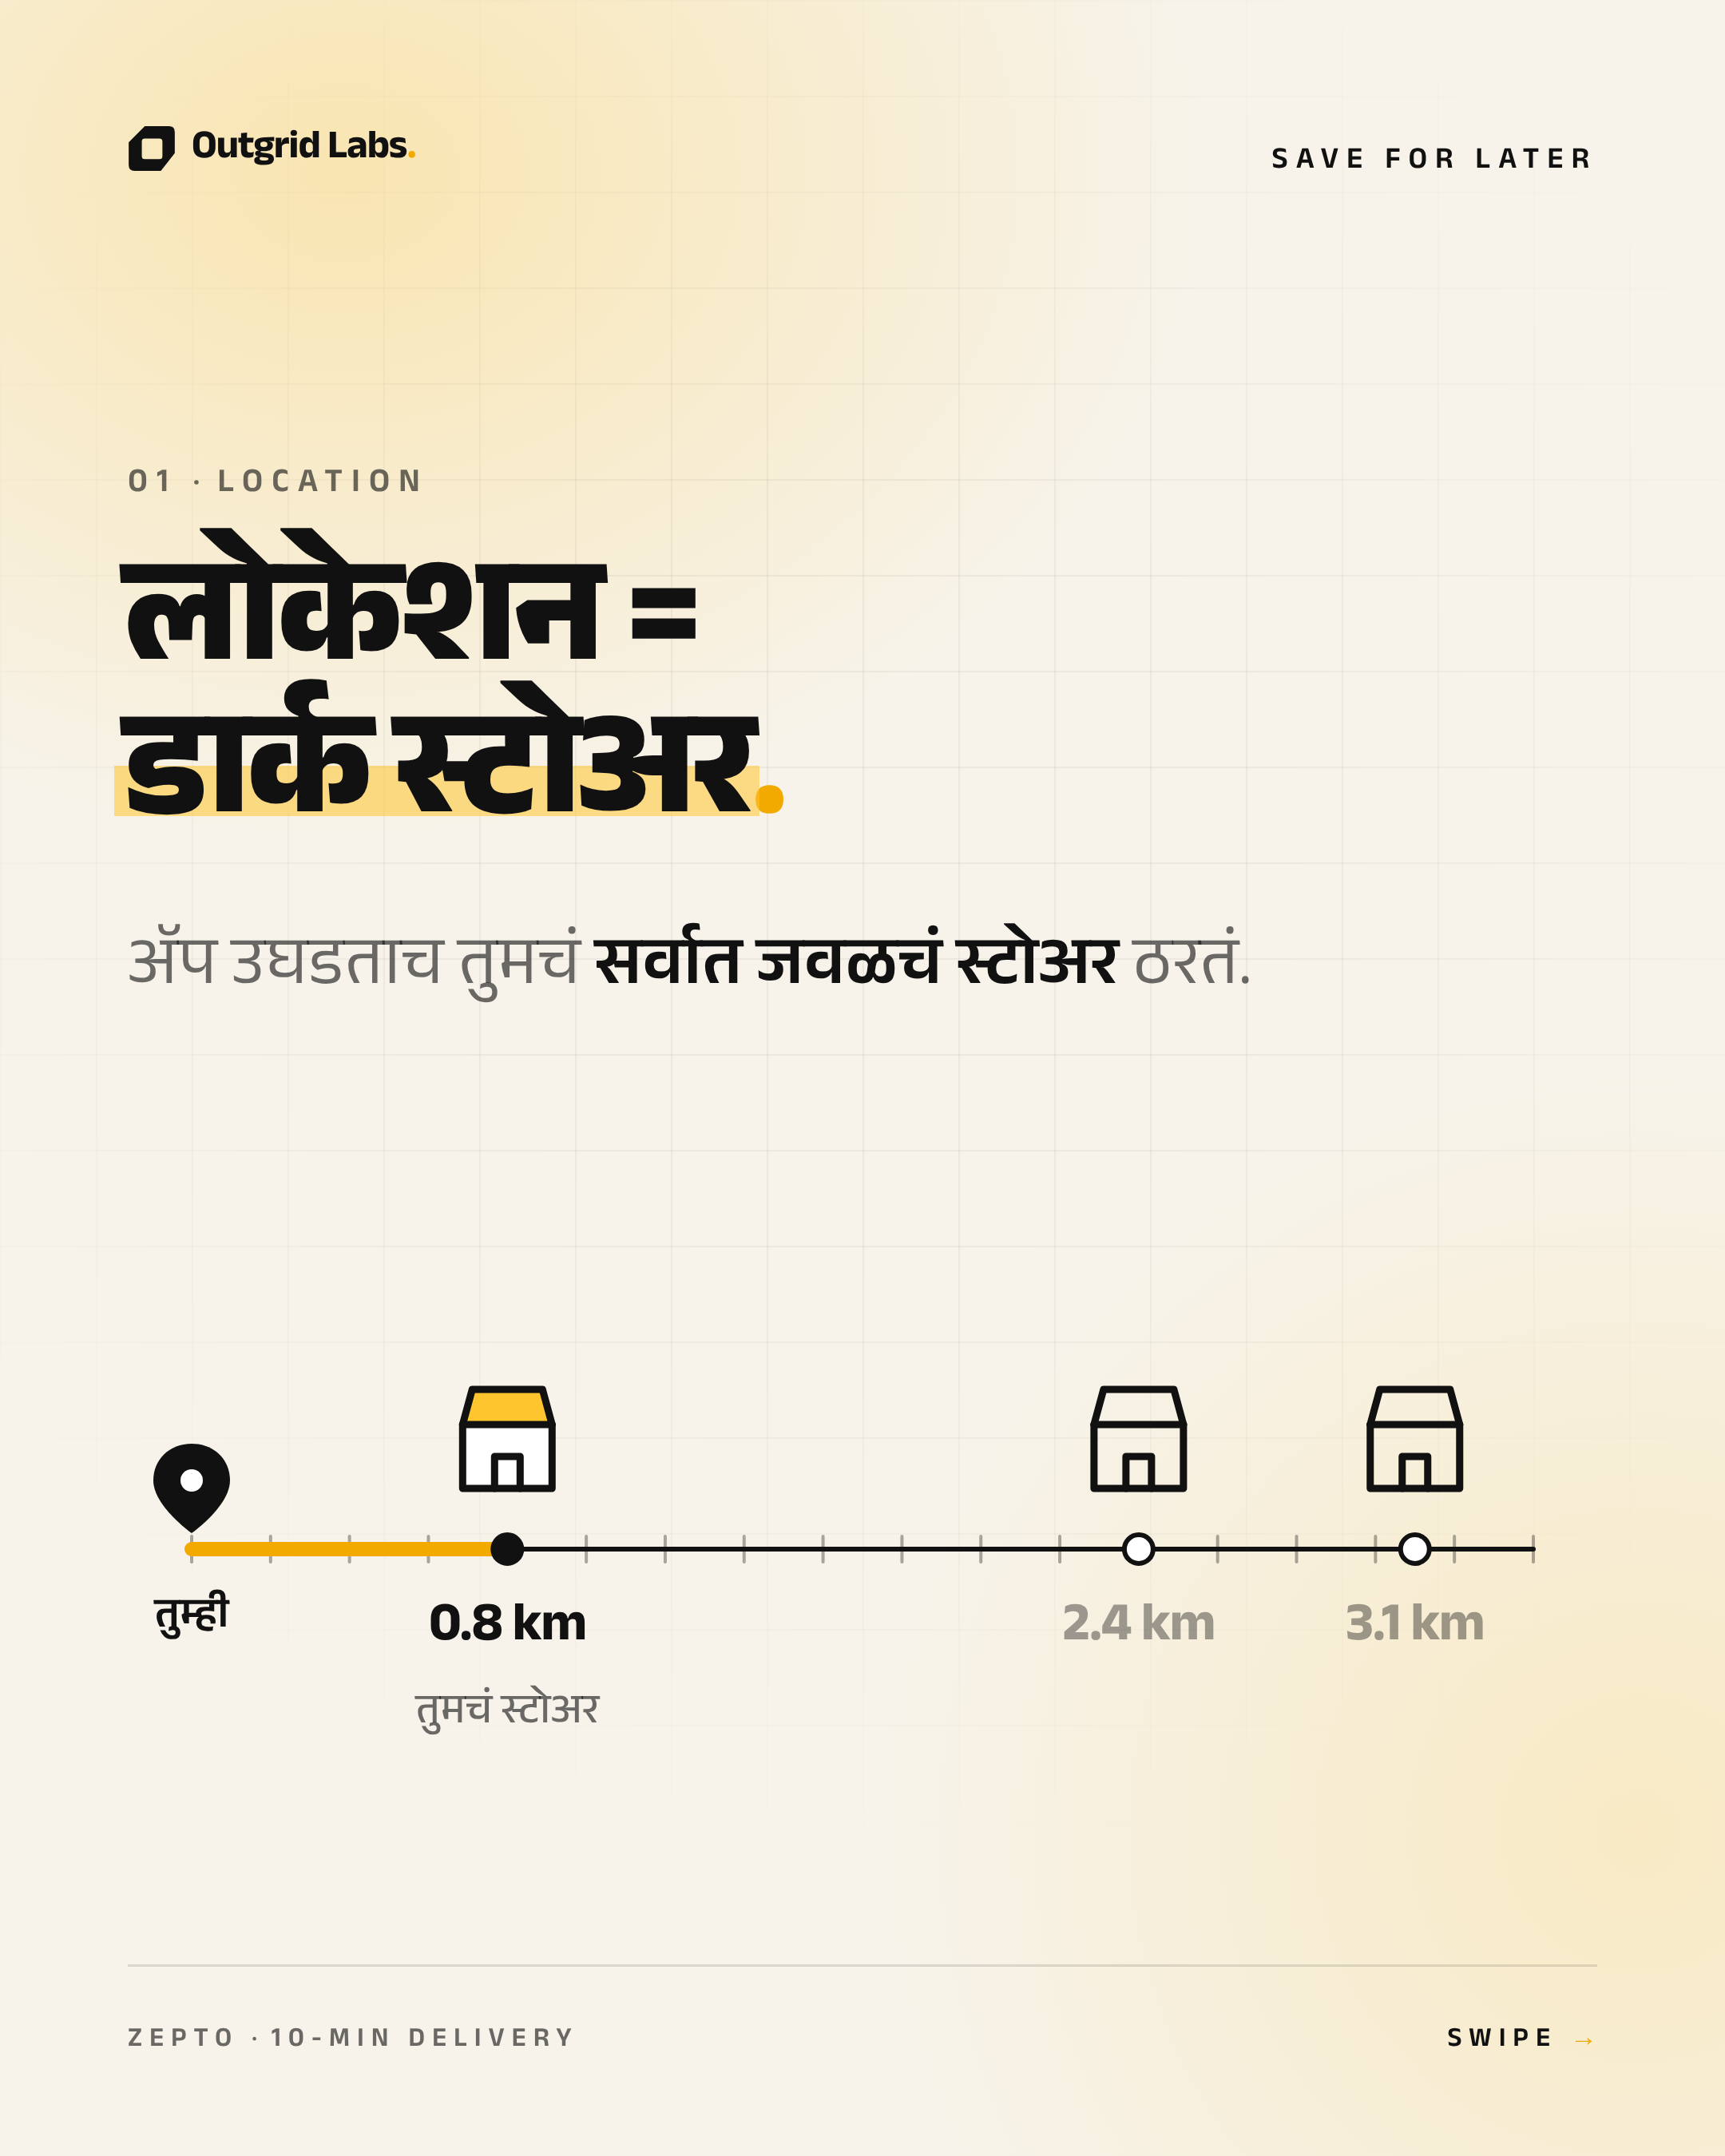 Outgrid Labs.
SAVE FOR LATER
01 · LOCATION
लोकेशन =
डार्क स्टोअर.
ॲप उघडताच तुमचं सर्वात जवळचं स्टोअर ठरतं.
तुम्ही
0.8 km
2.4 km
3.1 km
तुमचं स्टोअर
ZEPTO · 10-MIN DELIVERY
SWIPE →